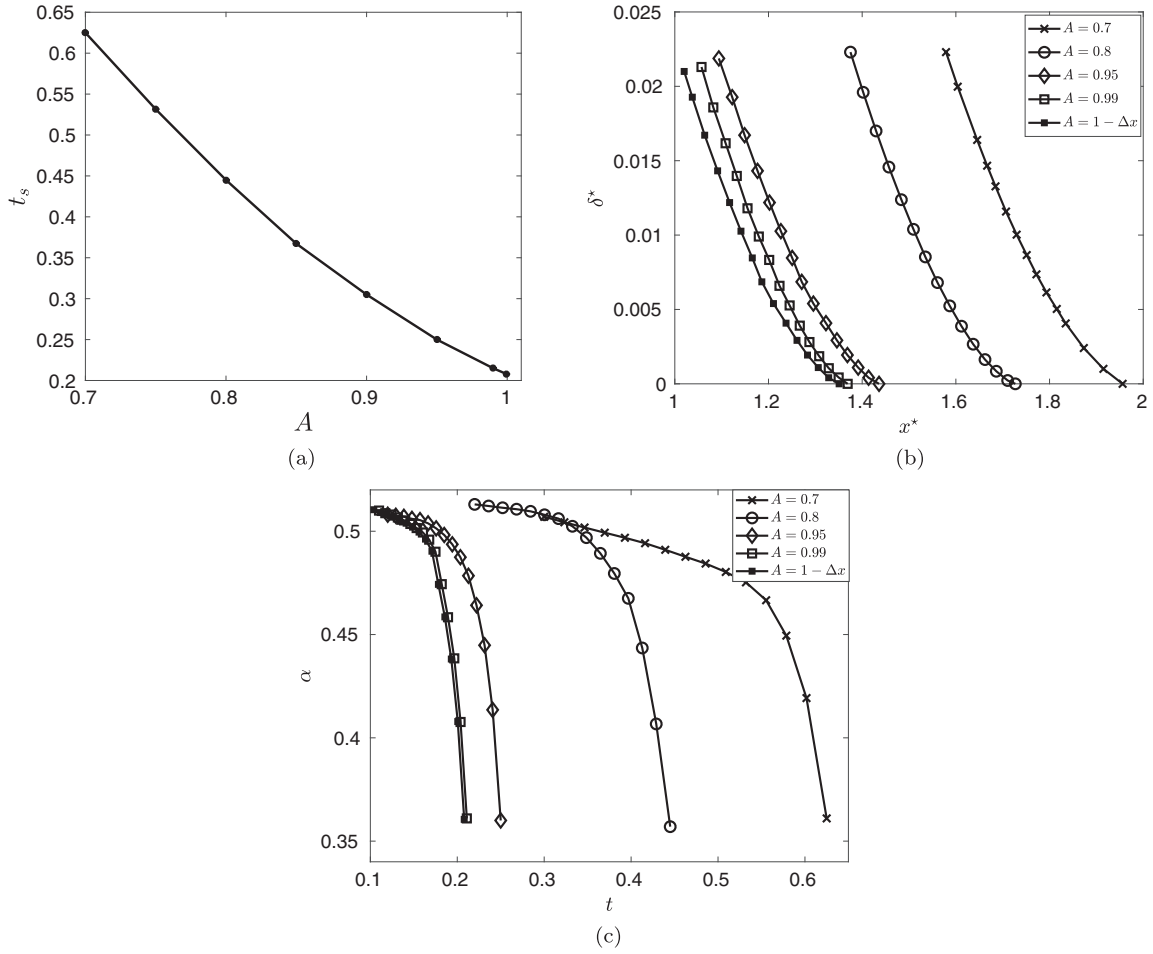 0.65
0.6
0.55
0.5
0.45
0.4
0.35
0.3
0.25
0.2
t_s
0.7 0.8 0.9 1
A
(a)
0.025
0.02
0.015
0.01
0.005
0
δ⋆
1 1.2 1.4 1.6 1.8 2
x⋆
A = 0.7
A = 0.8
A = 0.95
A = 0.99
A = 1 − Δx
(b)
0.5
0.45
0.4
0.35
α
0.1 0.2 0.3 0.4 0.5 0.6
t
A = 0.7
A = 0.8
A = 0.95
A = 0.99
A = 1 − Δx
(c)